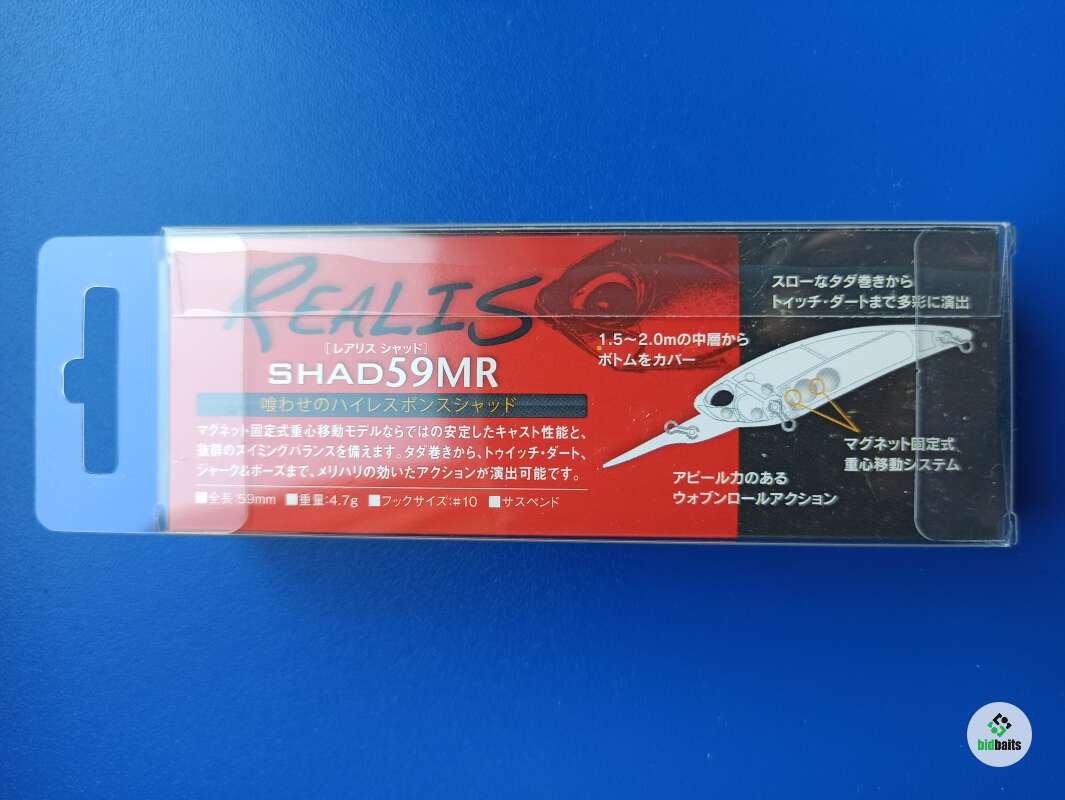 REALIS
[レアリス シャッド]
SHAD59MR
喰わせのハイレスポンスシャッド
マグネット固定式重心移動モデルならではの安定したキャスト性能と、
抜群のスイミングバランスを備えます。タダ巻きから、トゥイッチ・ダート、
ジャーク&ポーズまで、メリハリの効いたアクションが演出可能です。
■全長:59mm ■重量:4.7g ■フックサイズ:#10 ■サスペンド
1.5〜2.0mの中層から
ボトムをカバー
スローなタダ巻きから
トゥイッチ・ダートまで多彩に演出
マグネット固定式
重心移動システム
アピール力のある
ウォブンロールアクション
bidbaits